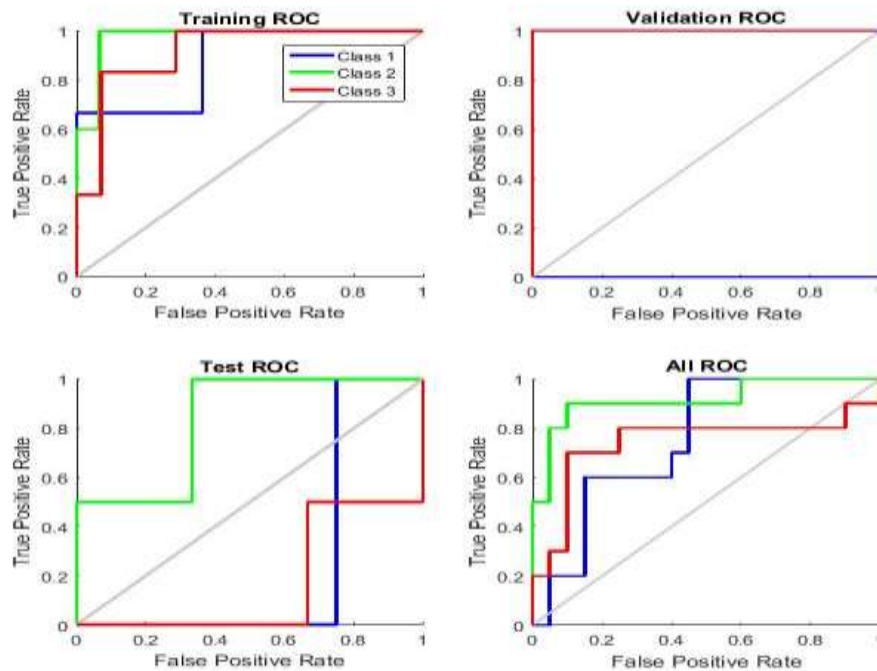 Training ROC
1
0.8
0.6
0.4
0.2
0
True Positive Rate
Class 1
Class 2
Class 3
0 0.2 0.4 0.6 0.8 1
False Positive Rate
Validation ROC
1
0.8
0.6
0.4
0.2
0
True Positive Rate
0 0.2 0.4 0.6 0.8 1
False Positive Rate
Test ROC
1
0.8
0.6
0.4
0.2
0
True Positive Rate
0 0.2 0.4 0.6 0.8 1
False Positive Rate
All ROC
1
0.8
0.6
0.4
0.2
0
True Positive Rate
0 0.2 0.4 0.6 0.8 1
False Positive Rate